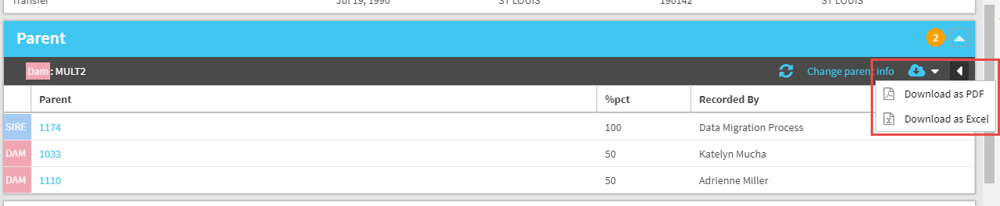 Transfer Jul 19, 1990 ST LOUIS 190142 ST LOUIS
Parent 2
Dam: MULT2 Change parent info
Parent %pct Recorded By
Download as PDF
Download as Excel
SIRE 1174 100 Data Migration Process
DAM 1033 50 Katelyn Mucha
DAM 1110 50 Adrienne Miller